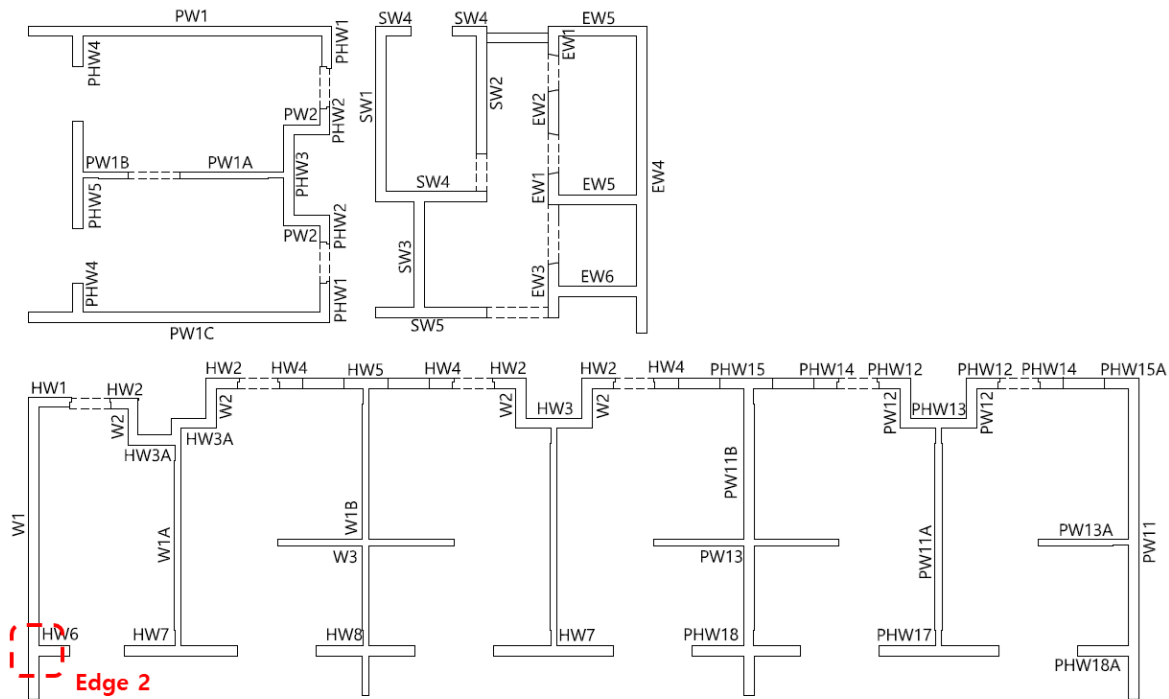 PW1
PHW4
PHW1
PW2
PHW2
PW1B
PW1A
PHW3
PHW5
PHW2
PW2
PHW4
PHW1
PW1C
SW4
SW4
SW1
SW2
SW4
SW3
SW5
EW5
EW1
EW2
EW1
EW5
EW4
EW3
EW6
HW1
HW2
HW2
HW4
HW5
HW4
HW2
HW2
HW4
PHW15
PHW14
PHW12
PHW12
PHW14
PHW15A
W2
HW3A
HW3A
W2
W2
HW3
W2
PW12
PHW13
PW12
W1
W1A
W1B
W3
PW11B
PW13
PW11A
PW13A
PW11
HW6
HW7
HW8
HW7
PHW18
PHW17
PHW18A
Edge 2